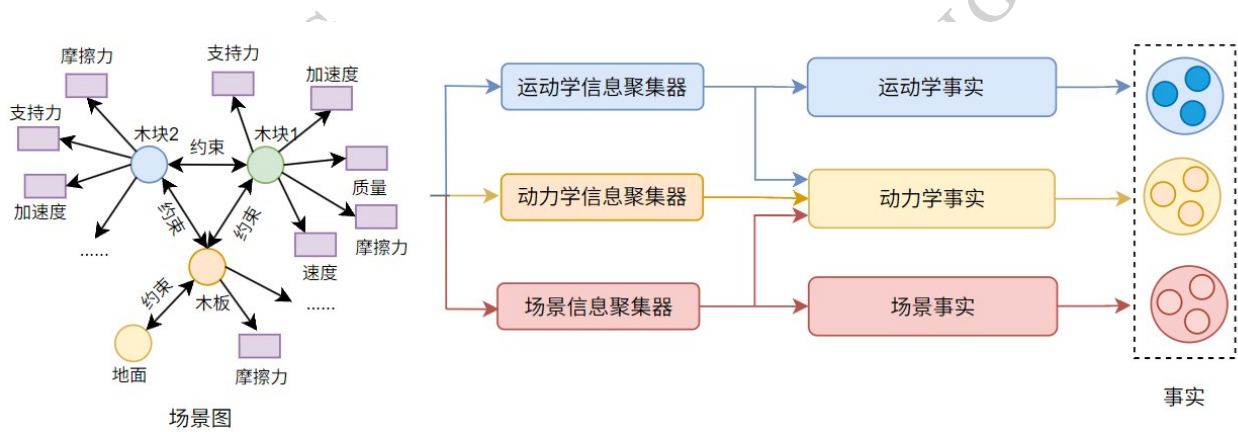 摩擦力
支持力
加速度
支持力
木块2
约束
木块1
加速度
质量
摩擦力
约束
约束
速度
......
......
约束
木板
地面
摩擦力
场景图
运动学信息聚集器
运动学事实
动力学信息聚集器
动力学事实
场景信息聚集器
场景事实
事实